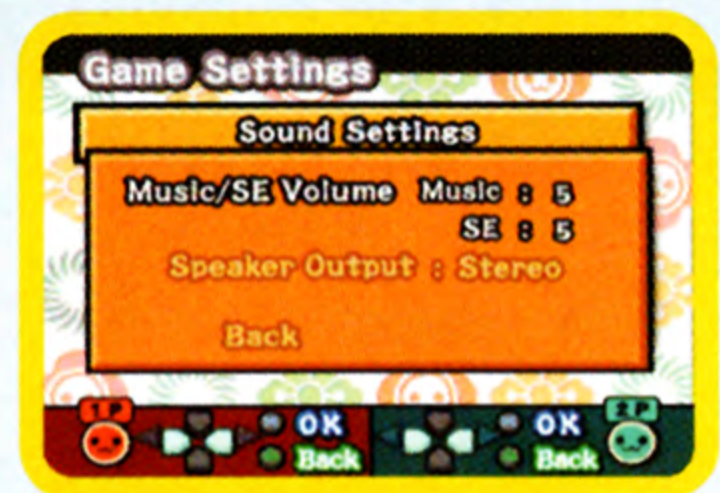 Game Settings
Sound Settings
Music/SE Volume Music : 5
SE : 5
Speaker Output : Stereo
Back
1P OK 2P OK
Back Back